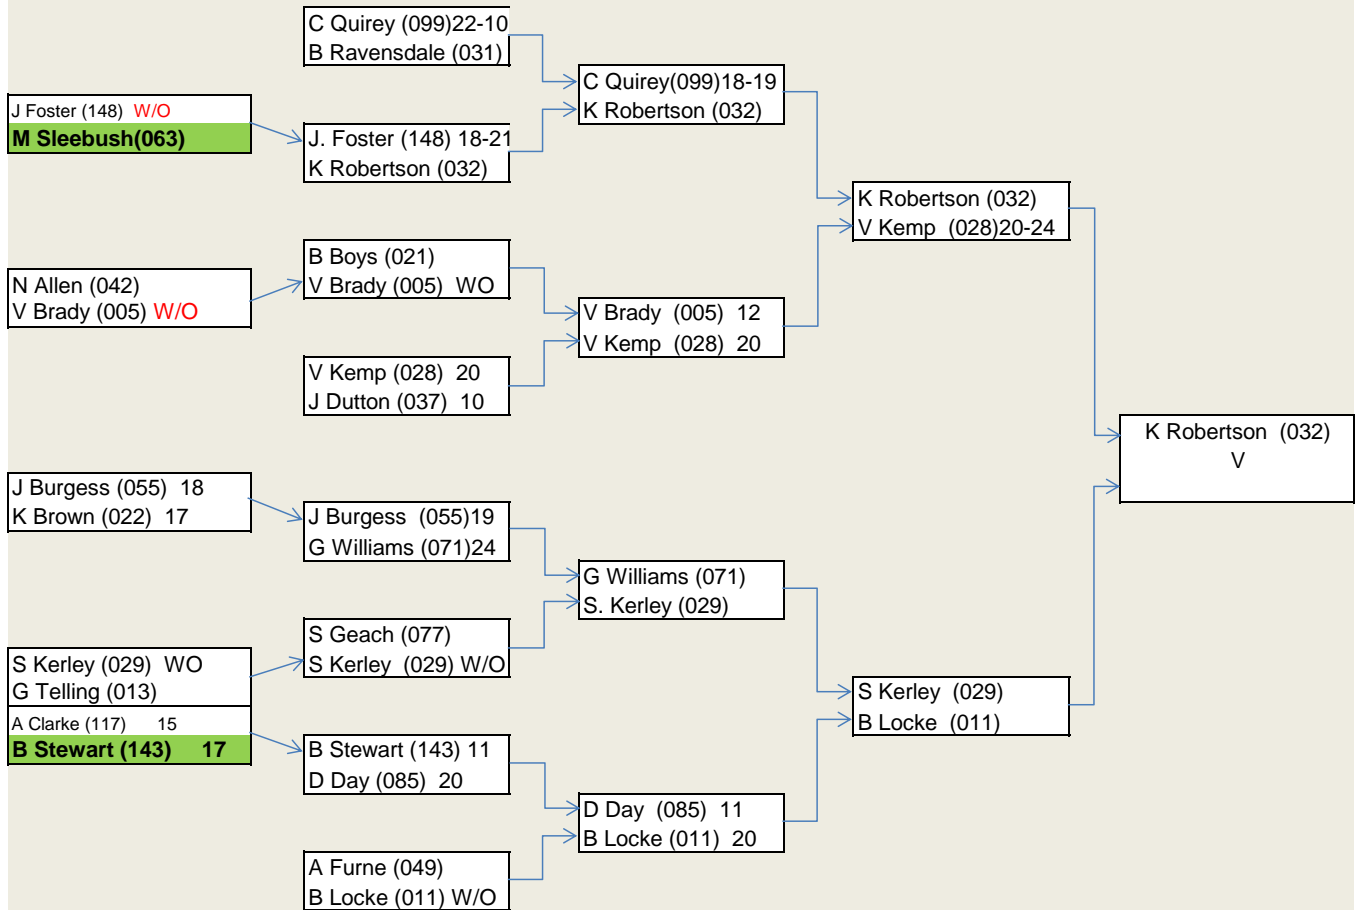 J Foster (148) W/O
M Sleebush(063)
N Allen (042)
V Brady (005) W/O
J Burgess (055) 18
K Brown (022) 17
S Kerley (029) WO
G Telling (013)
A Clarke (117) 15
B Stewart (143) 17
C Quirey (099)22-10
B Ravensdale (031)
J. Foster (148) 18-21
K Robertson (032)
B Boys (021)
V Brady (005) WO
V Kemp (028) 20
J Dutton (037) 10
J Burgess (055)19
G Williams (071)24
S Geach (077)
S Kerley (029) W/O
B Stewart (143) 11
D Day (085) 20
A Furne (049)
B Locke (011) W/O
C Quirey(099)18-19
K Robertson (032)
V Brady (005) 12
V Kemp (028) 20
G Williams (071)
S. Kerley (029)
D Day (085) 11
B Locke (011) 20
K Robertson (032)
V Kemp (028)20-24
S Kerley (029)
B Locke (011)
K Robertson (032)
V